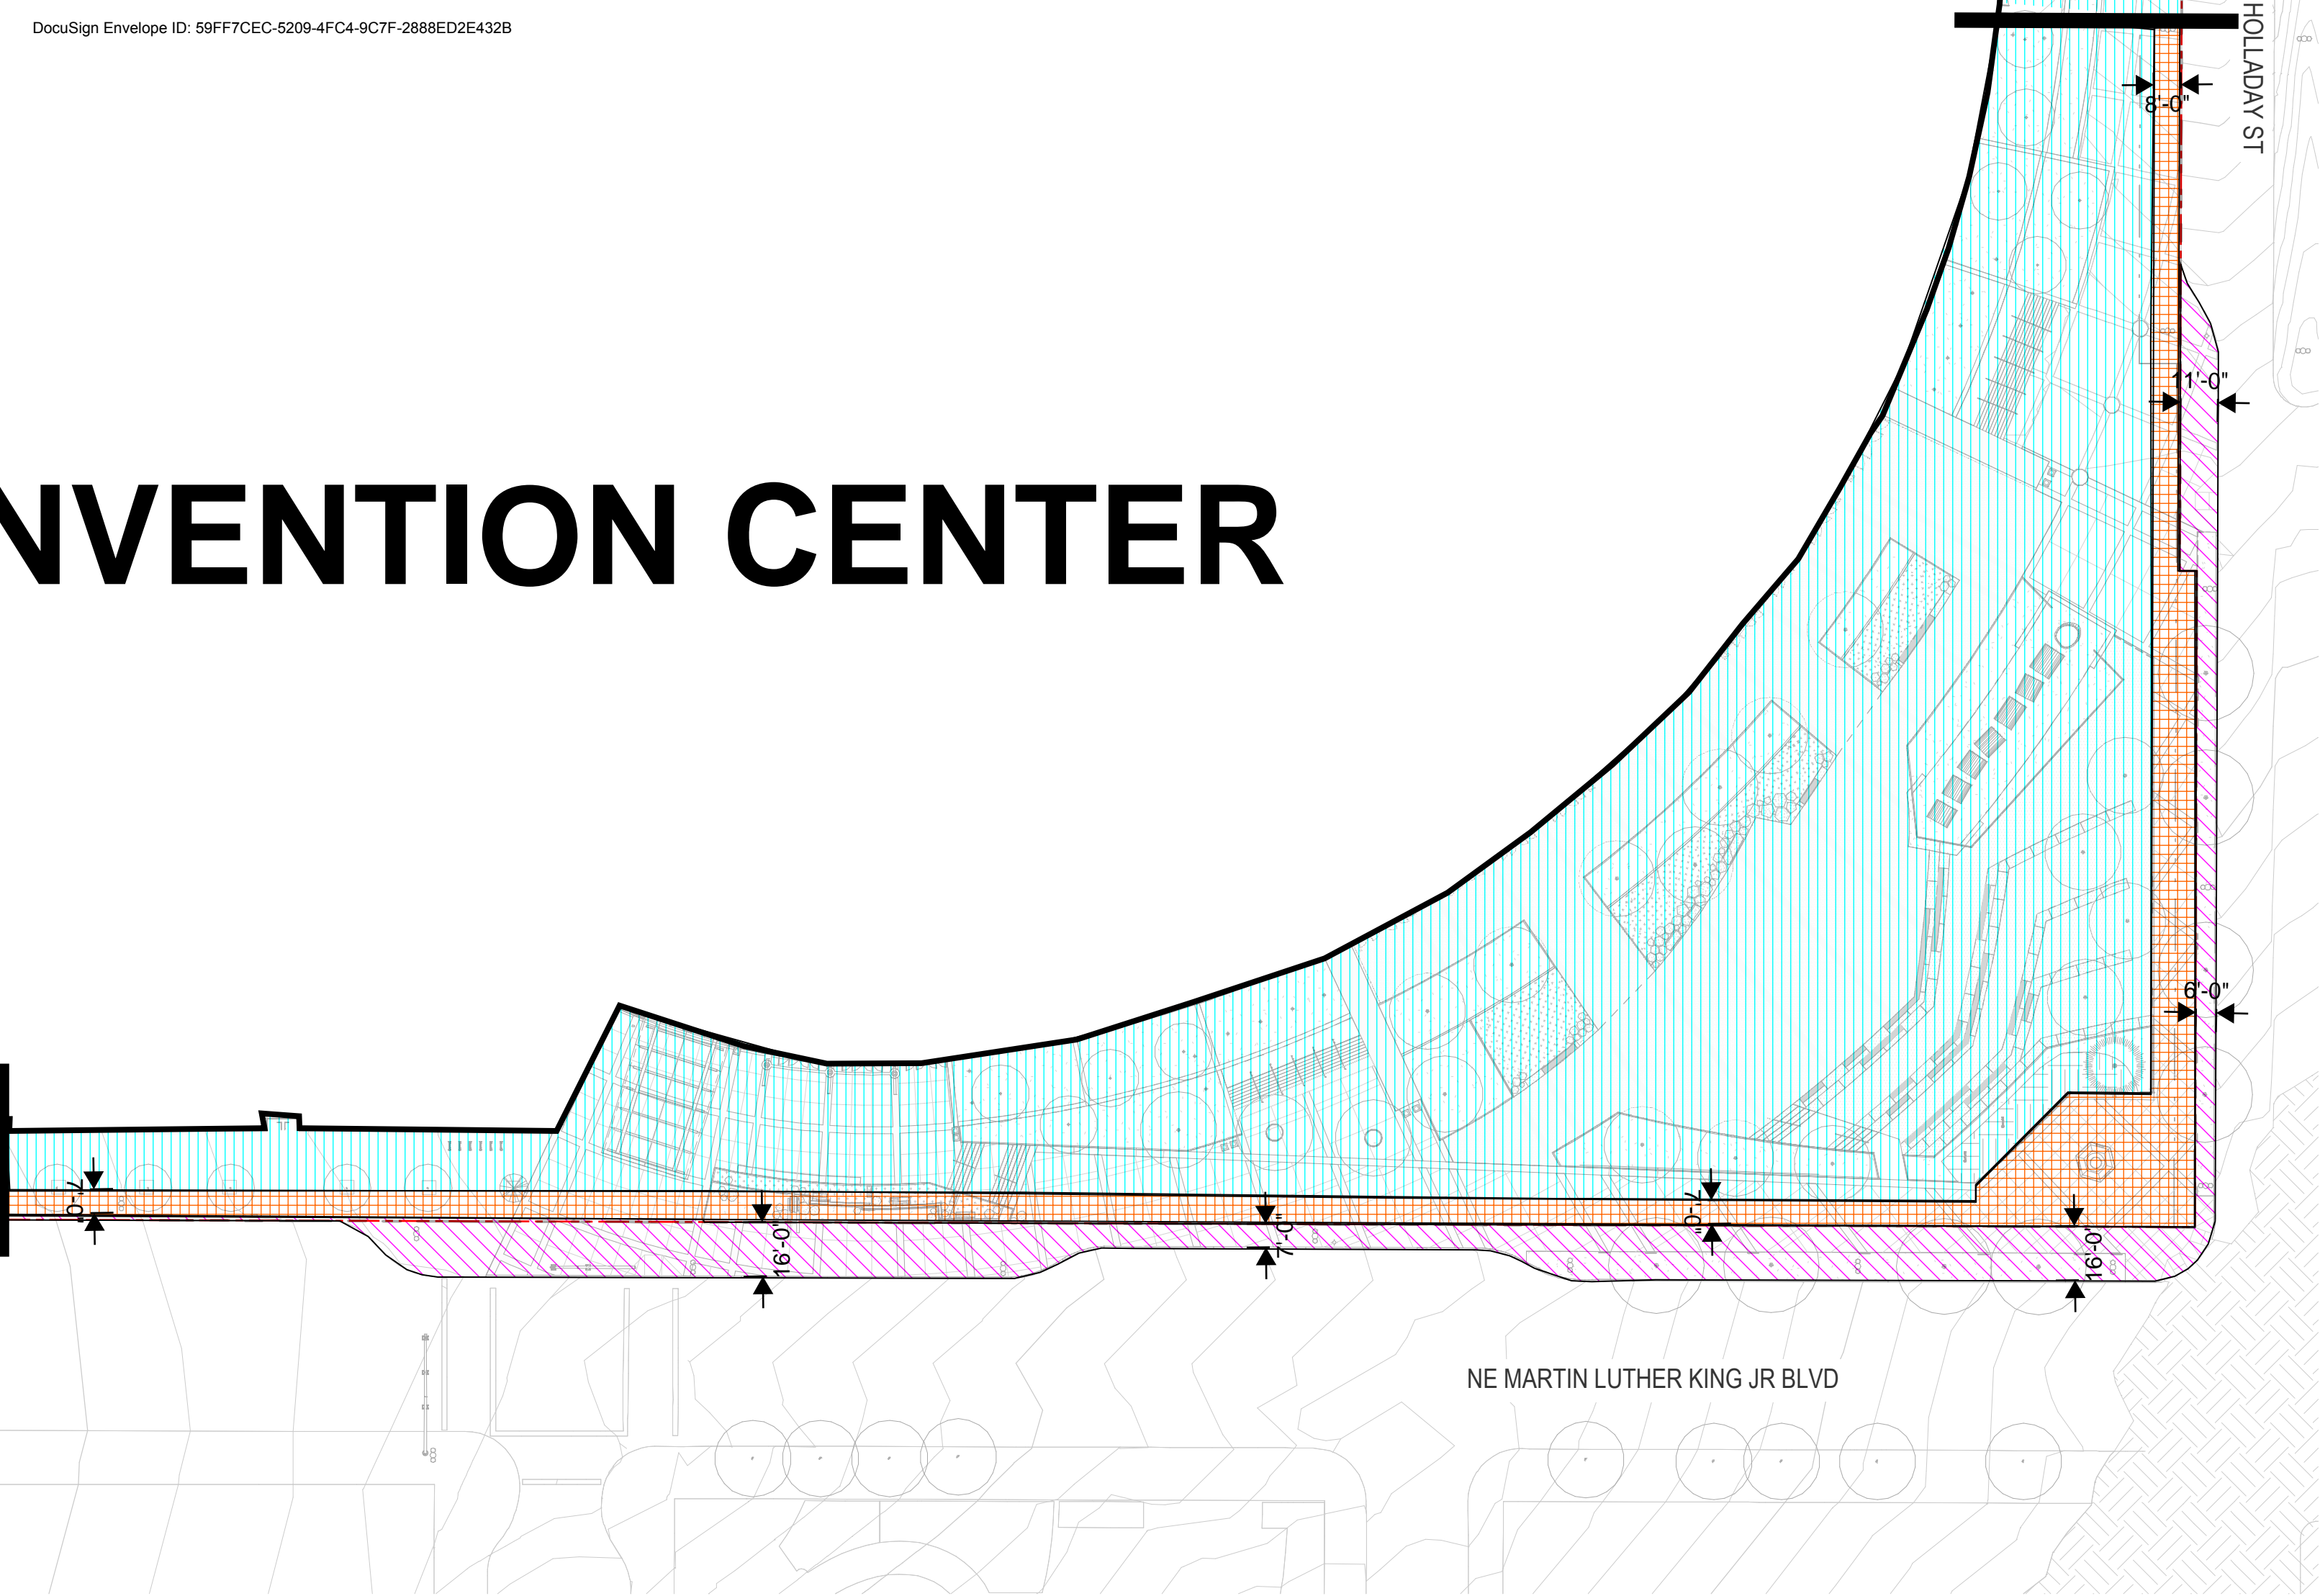 DocuSign Envelope ID: 59FF7CEC-5209-4FC4-9C7F-2888ED2E432B
HOLLADAY ST
8'-0"
11'-0"
NVENTION CENTER
6'-0"
7'-0"
16'-0"
7'-0"
7'-0"
16'-0"
NE MARTIN LUTHER KING JR BLVD